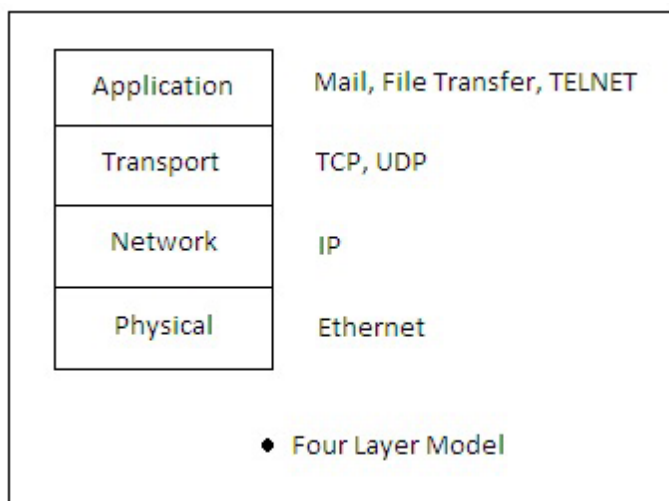 Application Mail, File Transfer, TELNET
Transport TCP, UDP
Network IP
Physical Ethernet
♦ Four Layer Model